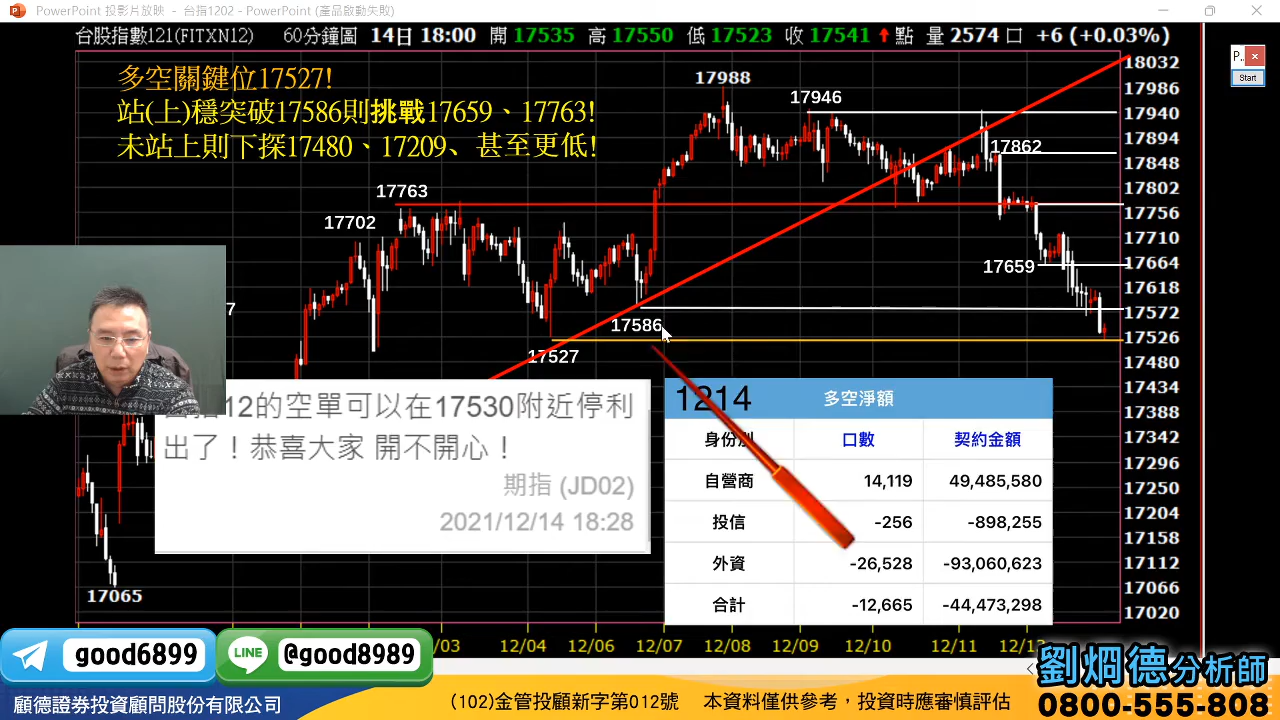 PowerPoint 投影片放映 - 台指1202 - PowerPoint (產品啟動失敗)
台股指數121(FITXN12) 60分鐘圖 14日 18:00 開 17535 高 17550 低 17523 收 17541 點 量 2574 口 +6 (+0.03%)
P..
Start
多空關鍵位17527!
站(上)穩突破17586則挑戰17659、17763!
未站上則下探17480、17209、甚至更低!
17988
17946
17862
17763
17702
17659
7
17586
17527
17065
18032
17986
17940
17894
17848
17802
17756
17710
17664
17618
17572
17526
17480
17434
17388
17342
17296
17250
17204
17158
17112
17066
17020
12的空單可以在17530附近停利
出了！恭喜大家 開不開心！
期指 (JD02)
2021/12/14 18:28
1214 多空淨額
身份別 口數 契約金額
自營商 14,119 49,485,580
投信 -256 -898,255
外資 -26,528 -93,060,623
合計 -12,665 -44,473,298
/03 12/04 12/06 12/07 12/08 12/09 12/10 12/11
good6899
LINE @good8989
劉烱德分析師
0800-555-808
顧德證券投資顧問股份有限公司
(102)金管投顧新字第012號 本資料僅供參考，投資時應審慎評估